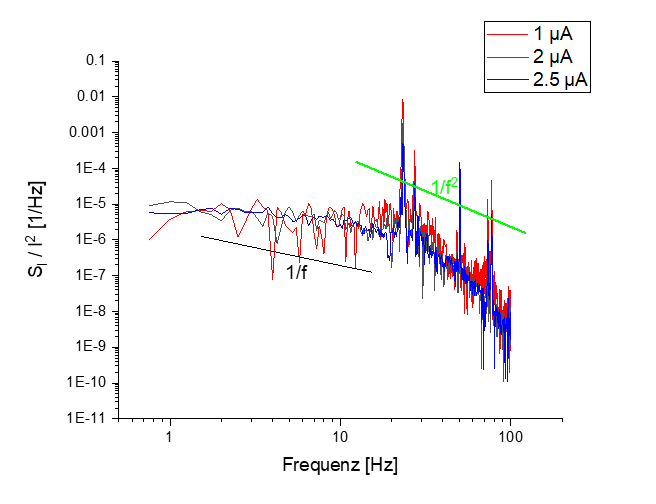 1 µA
2 µA
2.5 µA
0.1
0.01
0.001
1E-4
1E-5
1E-6
1E-7
1E-8
1E-9
1E-10
1E-11
S_I / I² [1/Hz]
1/f²
1/f
1
10
100
Frequenz [Hz]